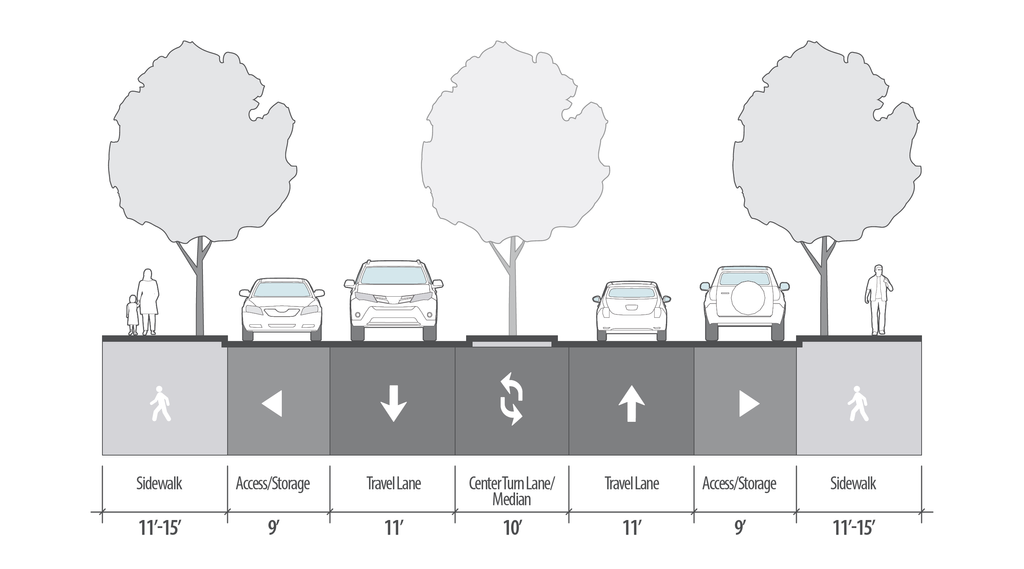 Sidewalk
Access/Storage
Travel Lane
Center Turn Lane/
Median
Travel Lane
Access/Storage
Sidewalk
11’-15’
9’
11’
10’
11’
9’
11’-15’